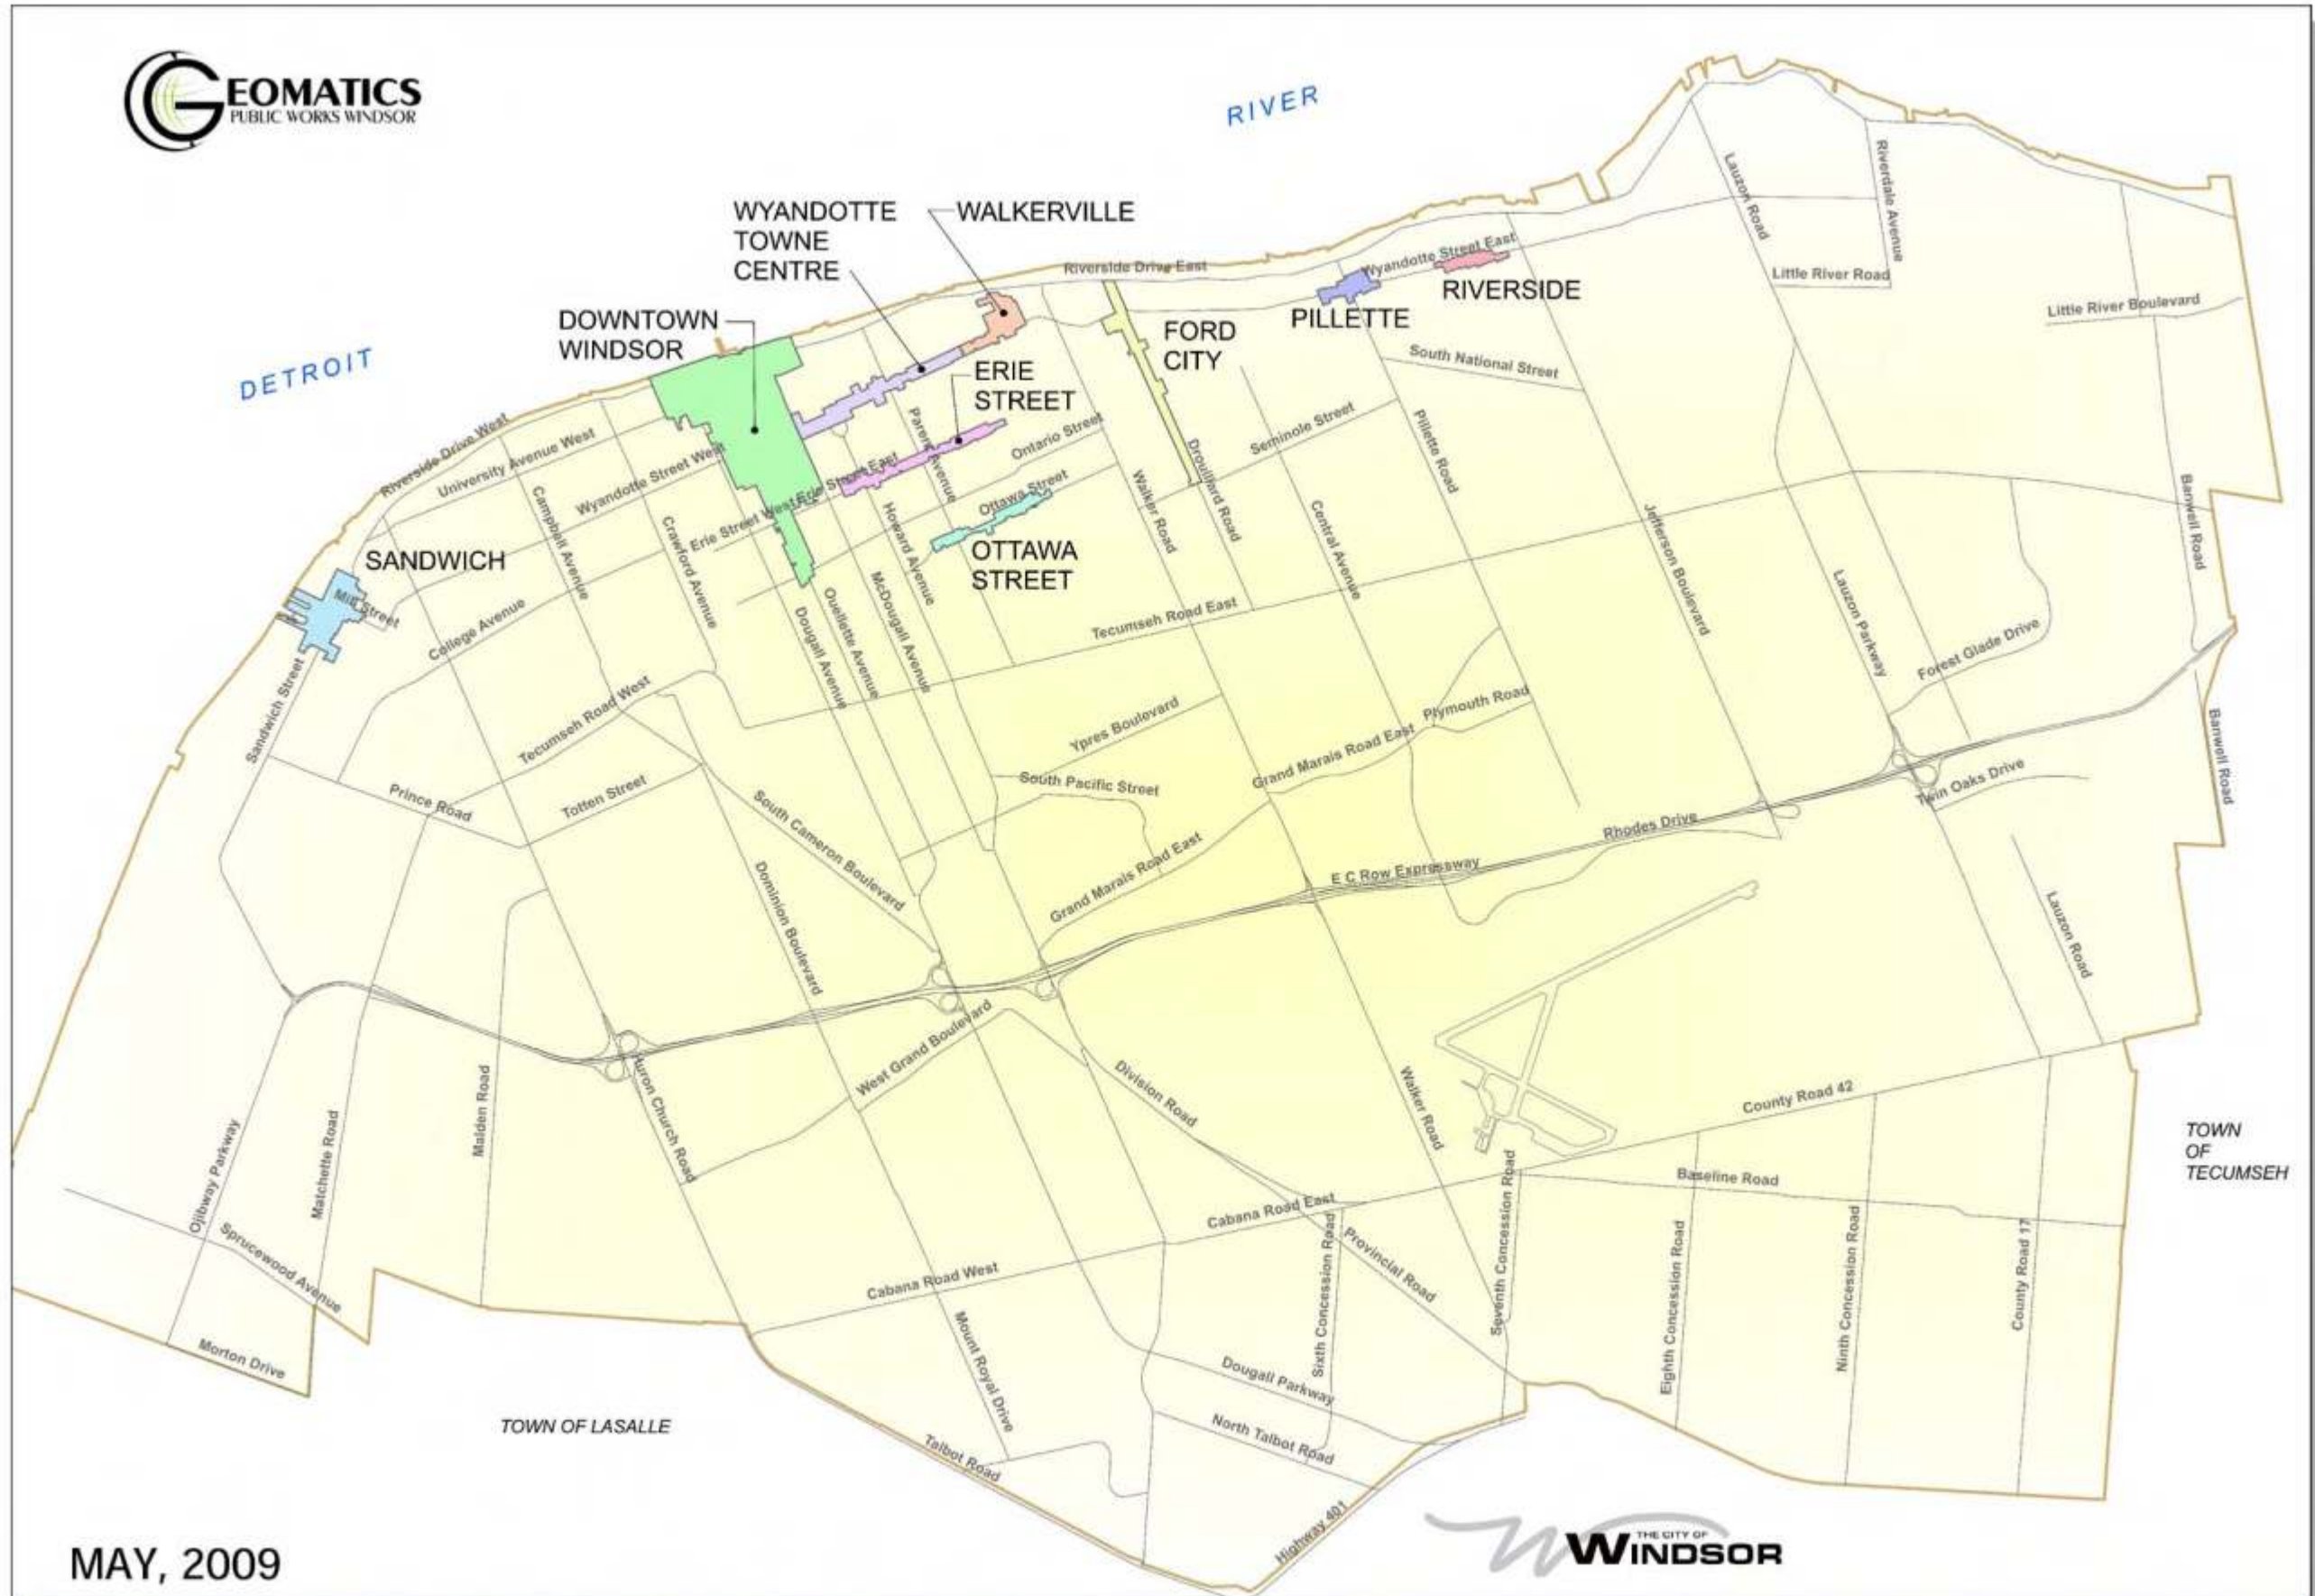 GEOMATICS
PUBLIC WORKS WINDSOR
RIVER
DETROIT
WYANDOTTE
TOWNE
CENTRE
WALKERVILLE
DOWNTOWN
WINDSOR
ERIE
STREET
FORD
CITY
PILLETTE
RIVERSIDE
OTTAWA
STREET
SANDWICH
Riverside Drive East
Wyandotte Street East
Lauzon Road
Riverdale Avenue
Little River Road
Little River Boulevard
South National Street
Riverside Drive West
University Avenue West
Wyandotte Street West
Erie Street West
Erie Street East
Parent Avenue
Ontario Street
Ottawa Street
Seminole Street
Drouillard Road
Walker Road
Pillette Road
Central Avenue
Jefferson Boulevard
Banwell Road
Campbell Avenue
Crawford Avenue
Howard Avenue
McDougall Avenue
Ouellette Avenue
Dougall Avenue
Mill Street
College Avenue
Sandwich Street
Tecumseh Road East
Tecumseh Road West
Lauzon Parkway
Forest Glade Drive
Banwell Road
Ypres Boulevard
Plymouth Road
Grand Marais Road East
South Pacific Street
Twin Oaks Drive
Prince Road
Totten Street
South Cameron Boulevard
Rhodes Drive
E C Row Expressway
Grand Marais Road East
Dominion Boulevard
Lauzon Road
West Grand Boulevard
Division Road
Walker Road
County Road 42
Huron Church Road
Malden Road
Matchette Road
Ojibway Parkway
Sprucewood Avenue
Morton Drive
TOWN
OF
TECUMSEH
Baseline Road
Cabana Road East
Cabana Road West
Sixth Concession Road
Provincial Road
Seventh Concession Road
Eighth Concession Road
Ninth Concession Road
County Road 17
Mount Royal Drive
Dougall Parkway
North Talbot Road
Talbot Road
Highway 401
TOWN OF LASALLE
THE CITY OF
WINDSOR
MAY, 2009